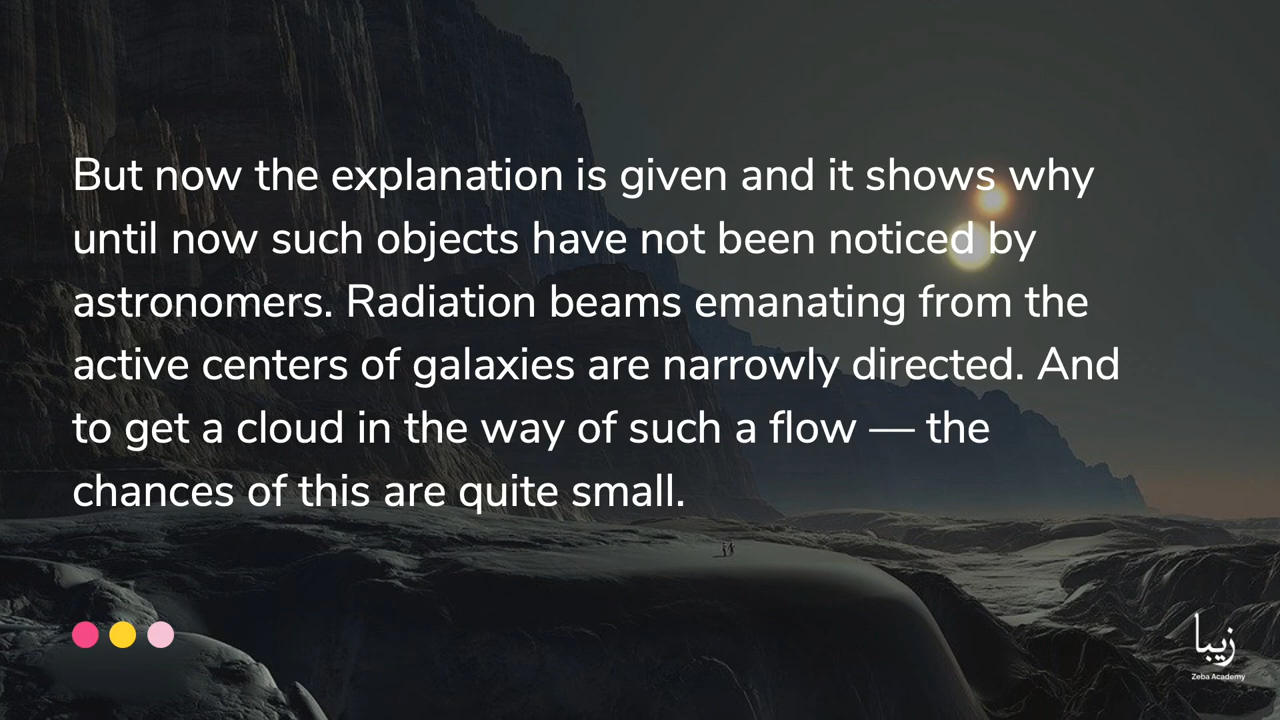 But now the explanation is given and it shows why
until now such objects have not been noticed by
astronomers. Radiation beams emanating from the
active centers of galaxies are narrowly directed. And
to get a cloud in the way of such a flow — the
chances of this are quite small.
زیبا
Zeba Academy